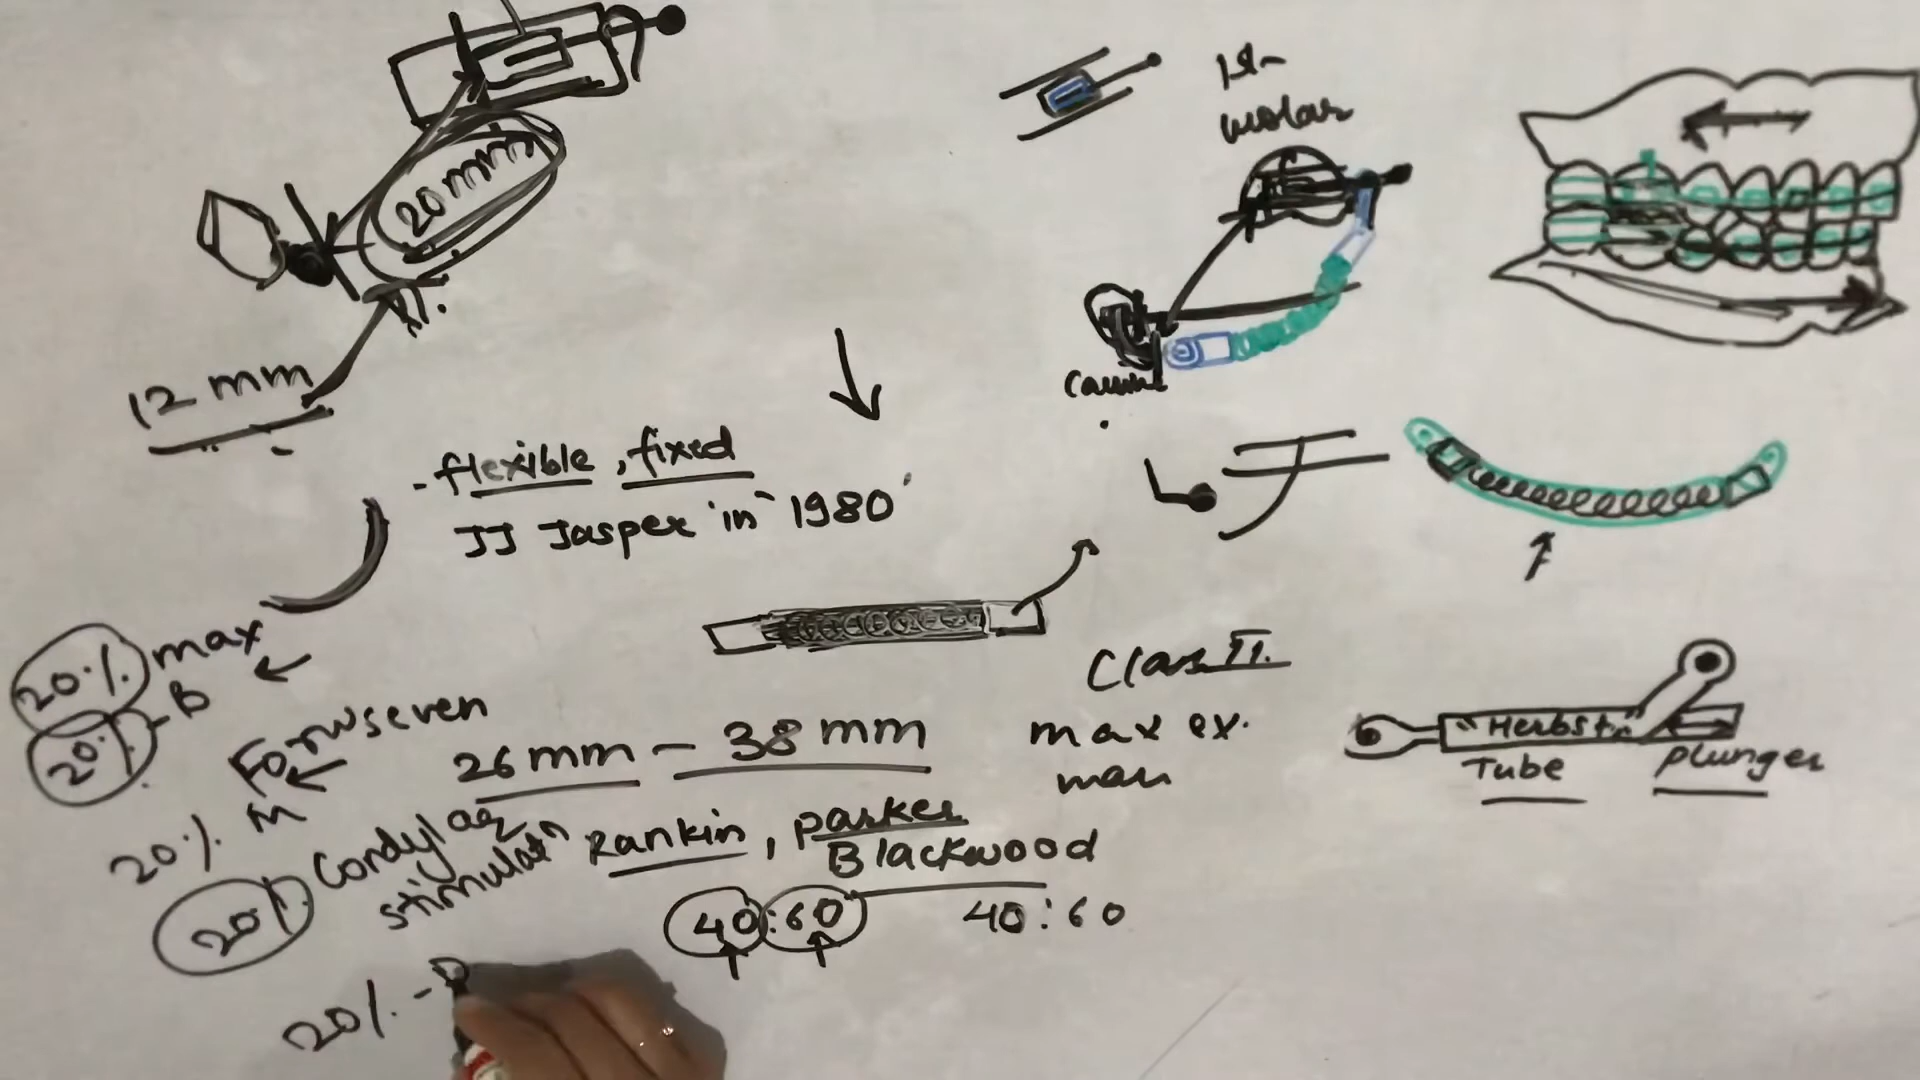 20 mm
12 mm
1st
molar
- flexible, fixed
JJ Jasper in 1980
20% max
20% - B
Forwseven
20% M
20% Condylar
stimulatn
20% -
26 mm - 38 mm
Rankin, parker
Blackwood
40:60
40:60
Class II.
max ex.
man
"Herbst"
Tube
plunger